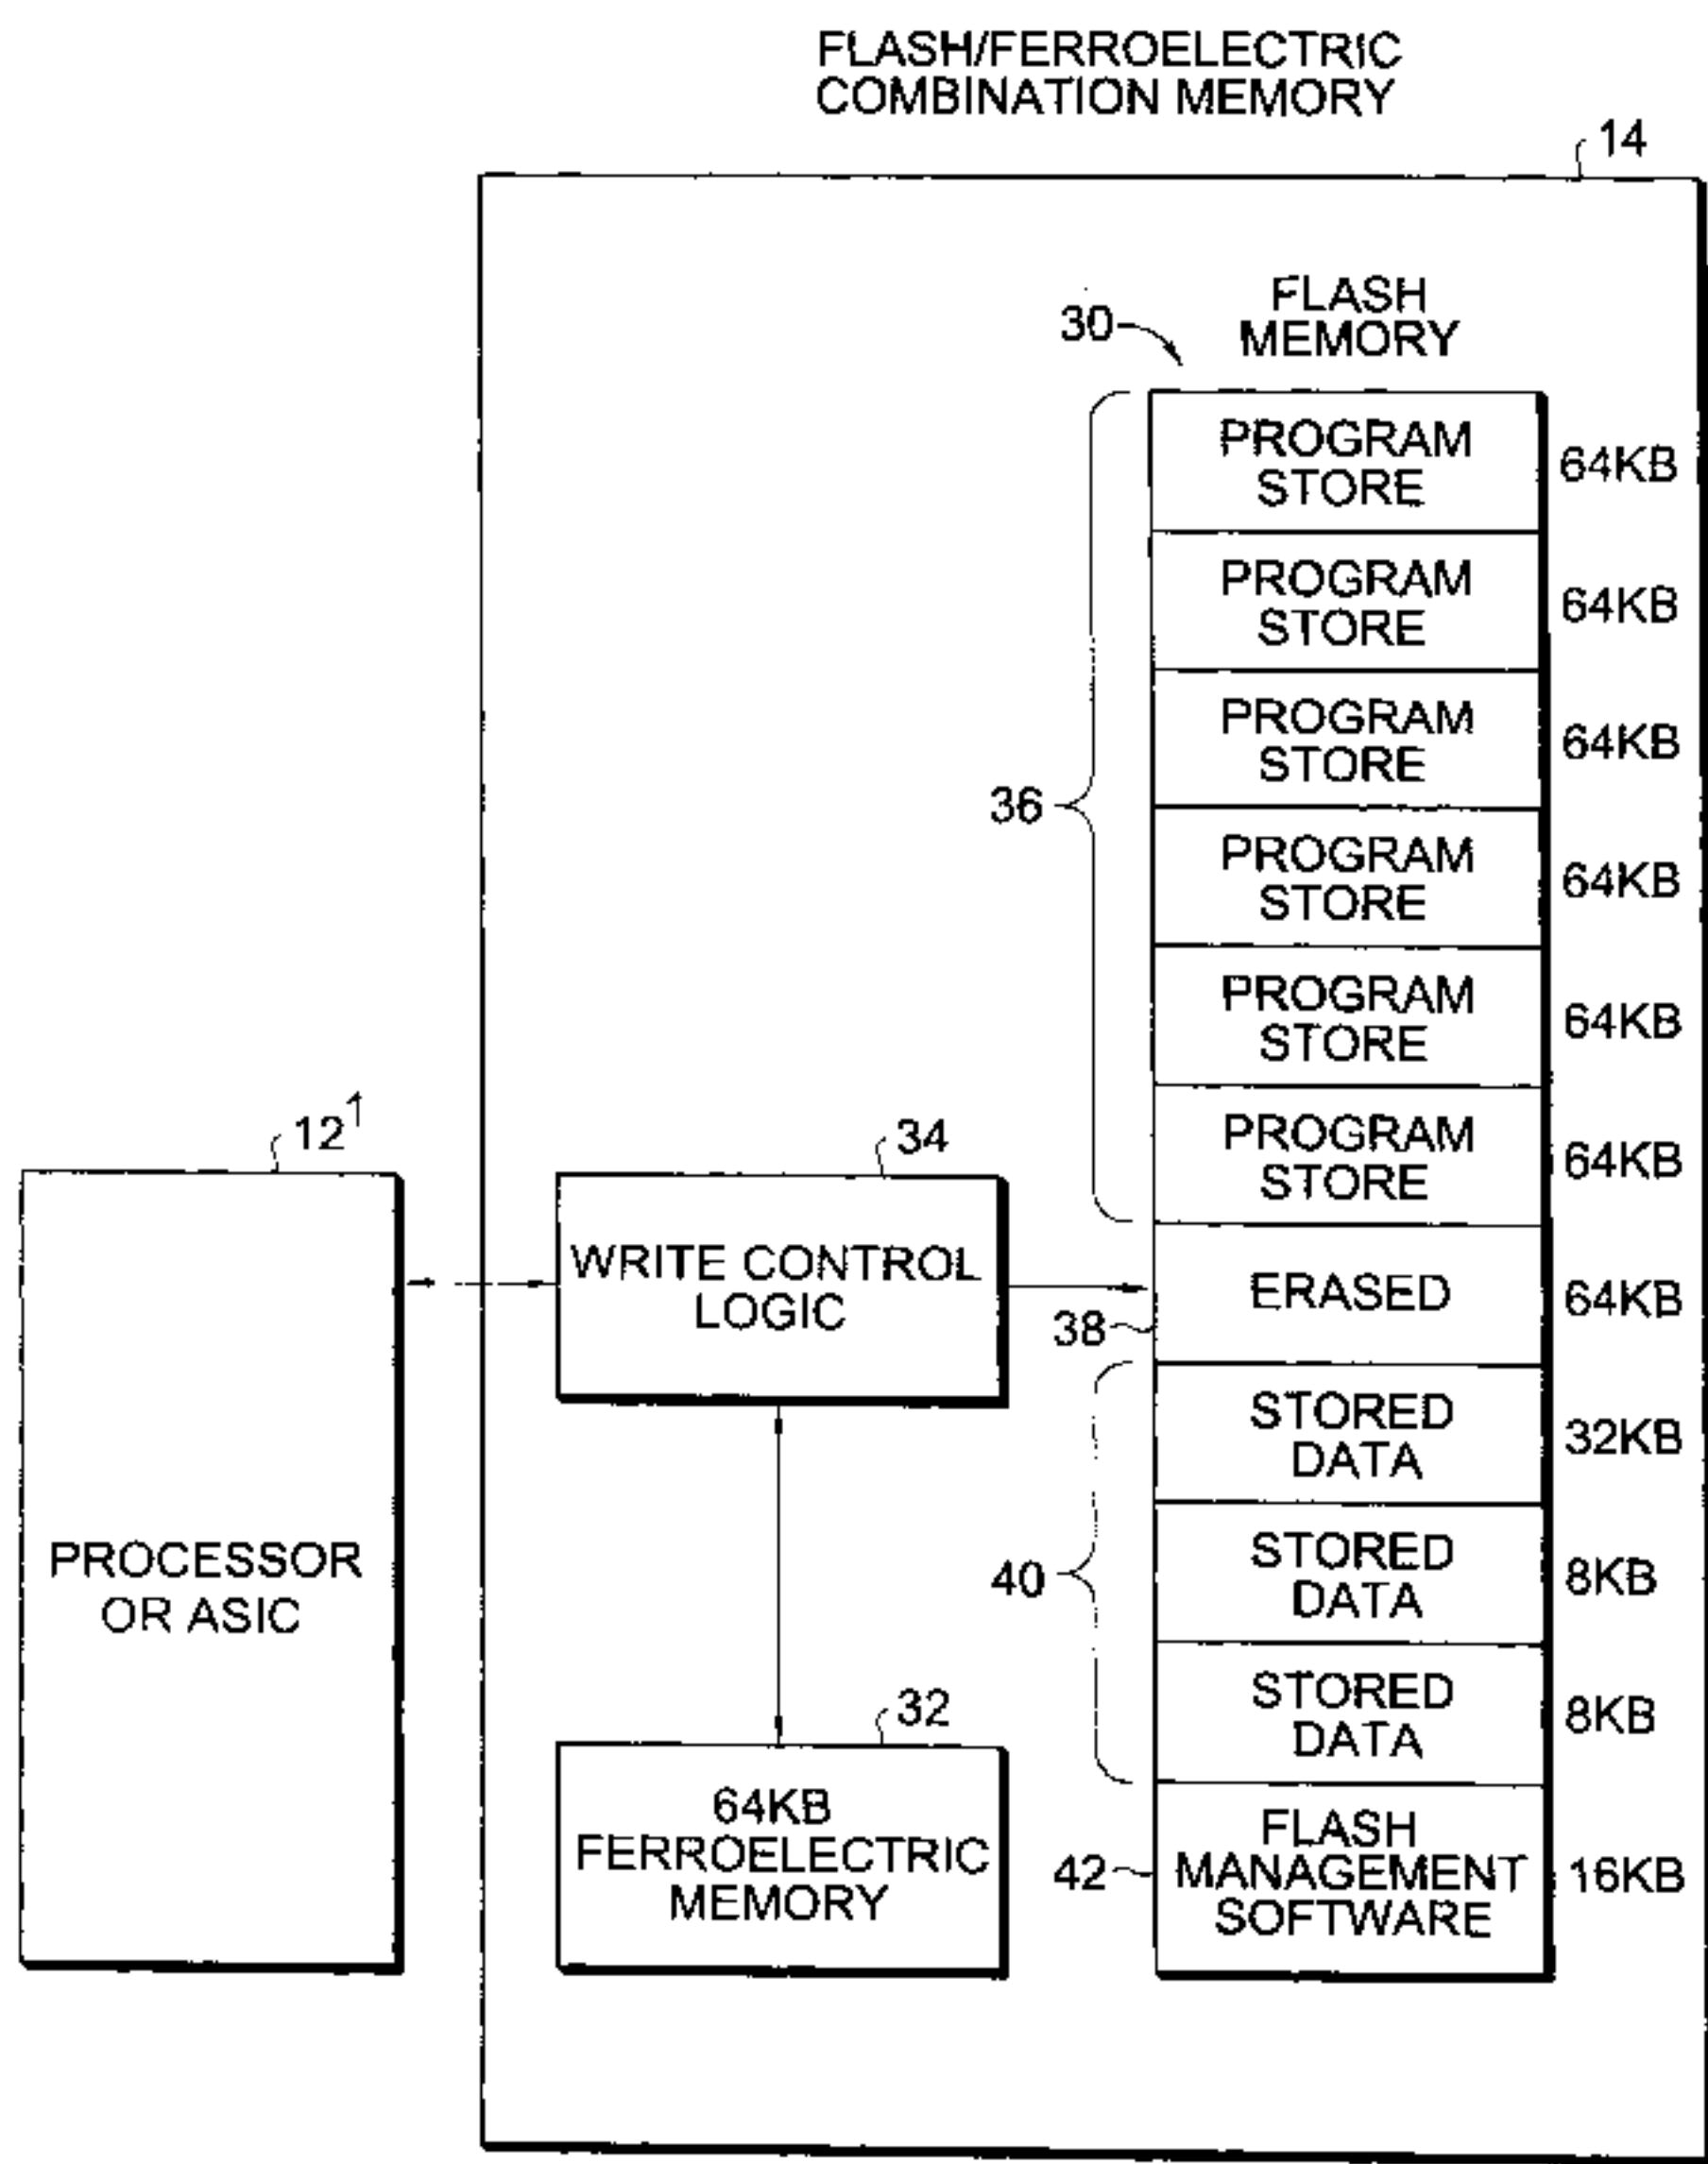 FLASH/FERROELECTRIC
COMBINATION MEMORY
14
FLASH
MEMORY
30
PROGRAM
STORE
64KB
PROGRAM
STORE
64KB
PROGRAM
STORE
64KB
36
PROGRAM
STORE
64KB
PROGRAM
STORE
64KB
PROGRAM
STORE
64KB
12
34
WRITE CONTROL
LOGIC
ERASED
64KB
38
STORED
DATA
32KB
PROCESSOR
OR ASIC
40
STORED
DATA
8KB
STORED
DATA
8KB
32
64KB
FERROELECTRIC
MEMORY
42
FLASH
MANAGEMENT
SOFTWARE
16KB